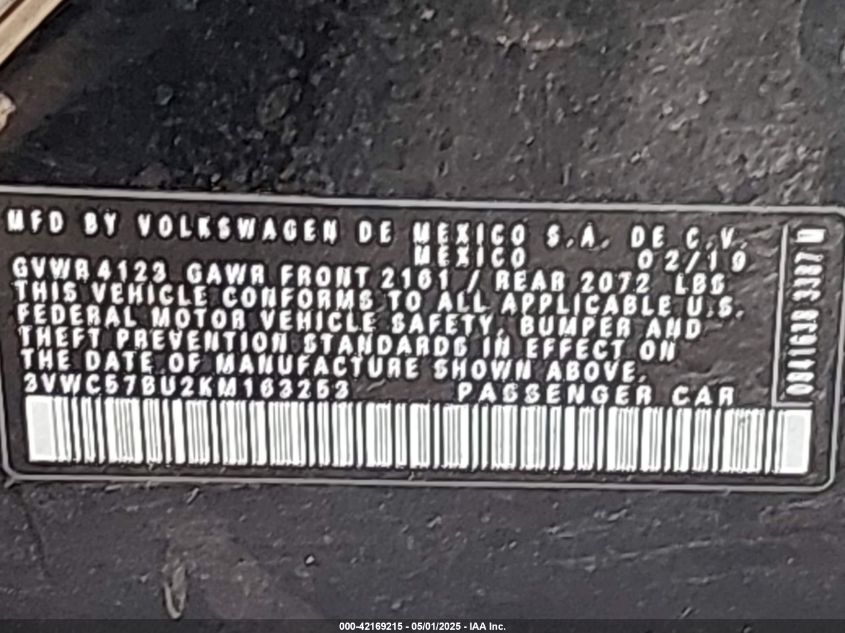 MFD BY VOLKSWAGEN DE MEXICO S.A. DE C.V.
MEXICO 02/19
GVWR 4123 GAWR FRONT 2161 / REAR 2072 LBS
THIS VEHICLE CONFORMS TO ALL APPLICABLE U.S.
FEDERAL MOTOR VEHICLE SAFETY, BUMPER AND
THEFT PREVENTION STANDARDS IN EFFECT ON
THE DATE OF MANUFACTURE SHOWN ABOVE.
3VWC57BU2KM163253 PASSENGER CAR
000-42169215 - 05/01/2025 - IAA Inc.